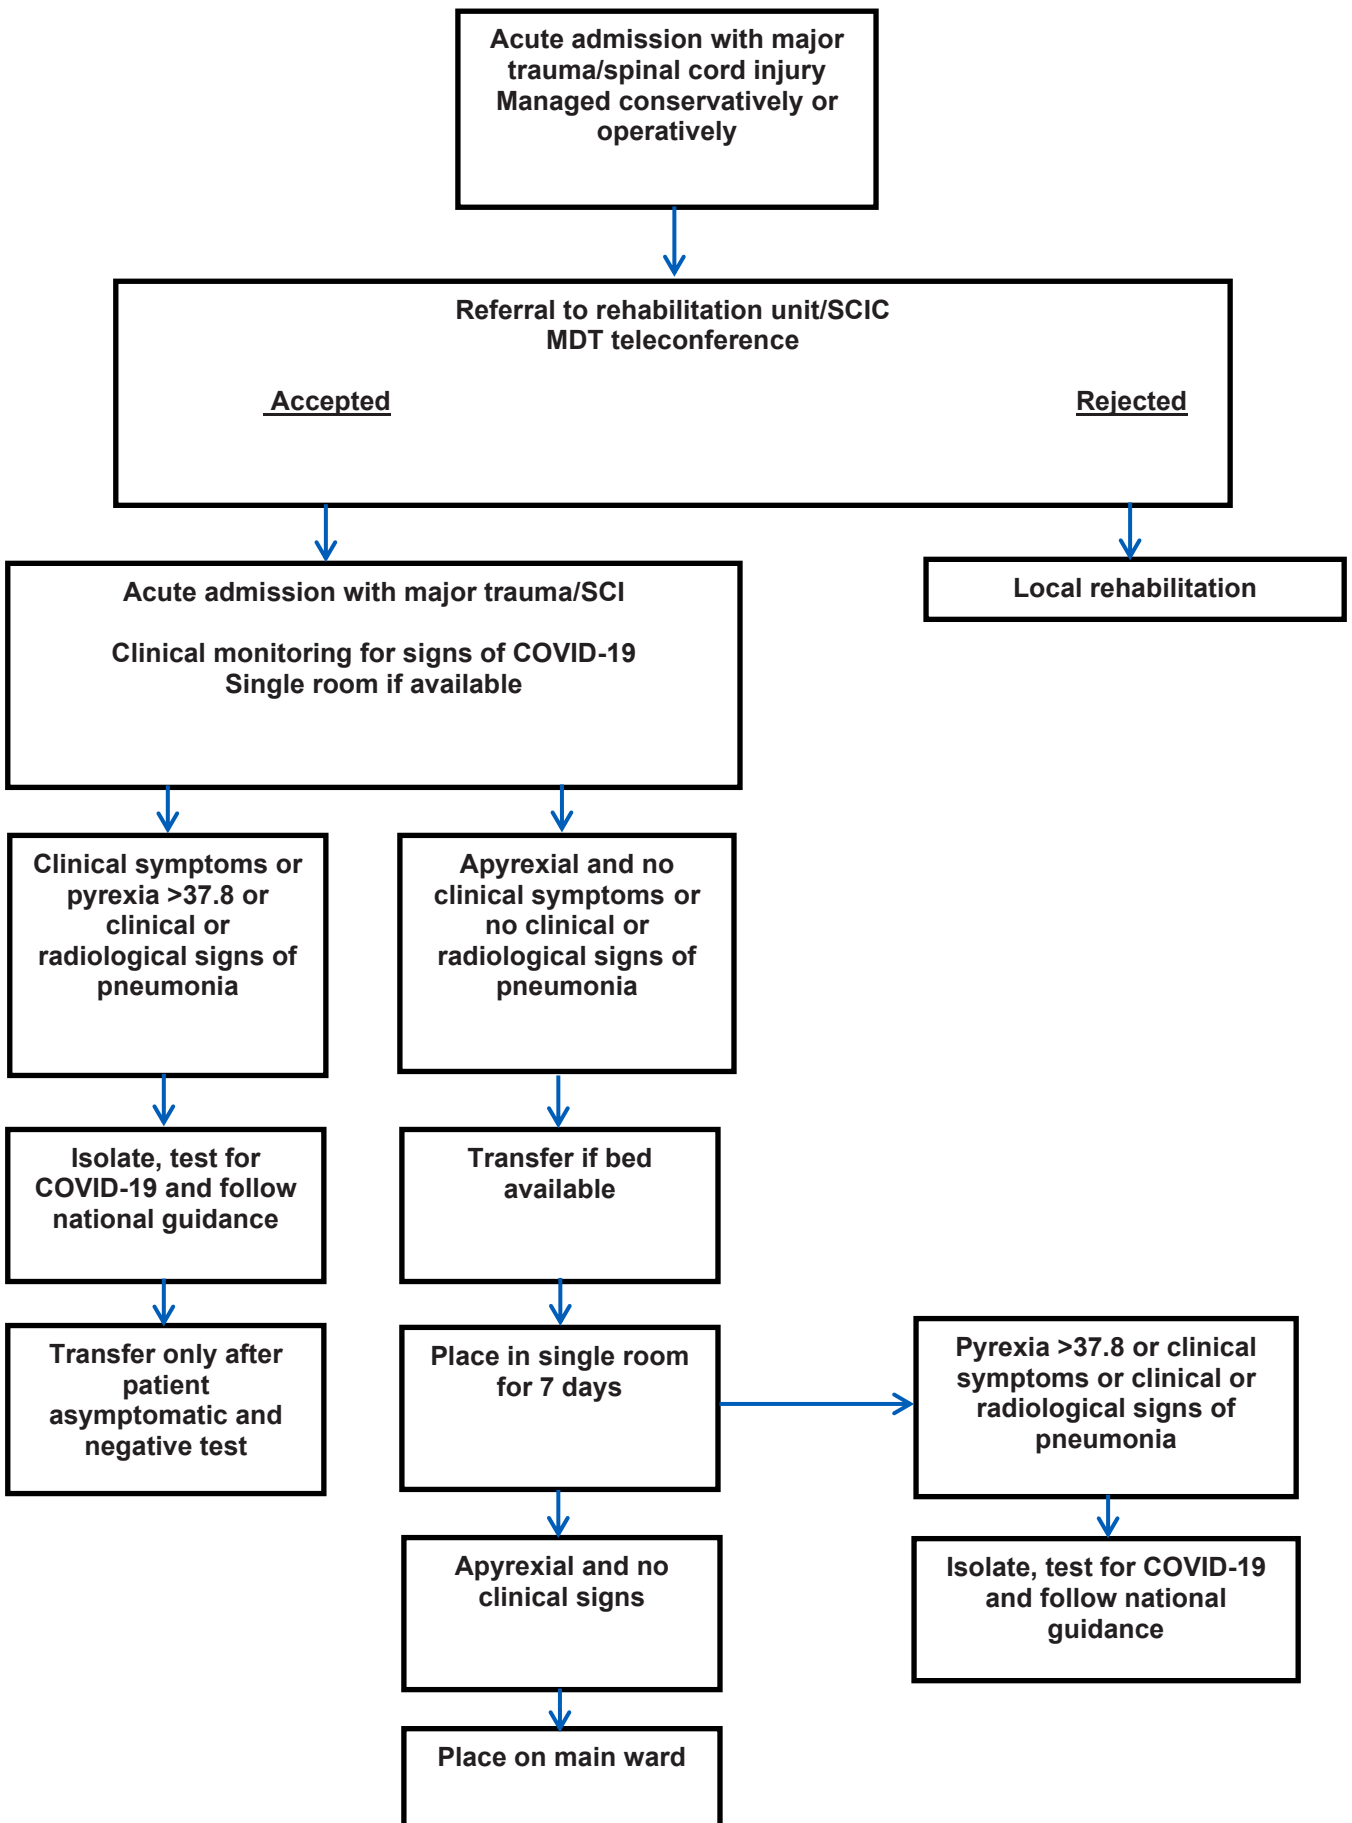 Acute admission with major
trauma/spinal cord injury
Managed conservatively or
operatively
Referral to rehabilitation unit/SCIC
MDT teleconference
Accepted
Rejected
Acute admission with major trauma/SCI
Clinical monitoring for signs of COVID-19
Single room if available
Local rehabilitation
Clinical symptoms or
pyrexia >37.8 or
clinical or
radiological signs of
pneumonia
Apyrexial and no
clinical symptoms or
no clinical or
radiological signs of
pneumonia
Isolate, test for
COVID-19 and follow
national guidance
Transfer if bed
available
Transfer only after
patient
asymptomatic and
negative test
Place in single room
for 7 days
Pyrexia >37.8 or clinical
symptoms or clinical or
radiological signs of
pneumonia
Apyrexial and no
clinical signs
Isolate, test for COVID-19
and follow national
guidance
Place on main ward